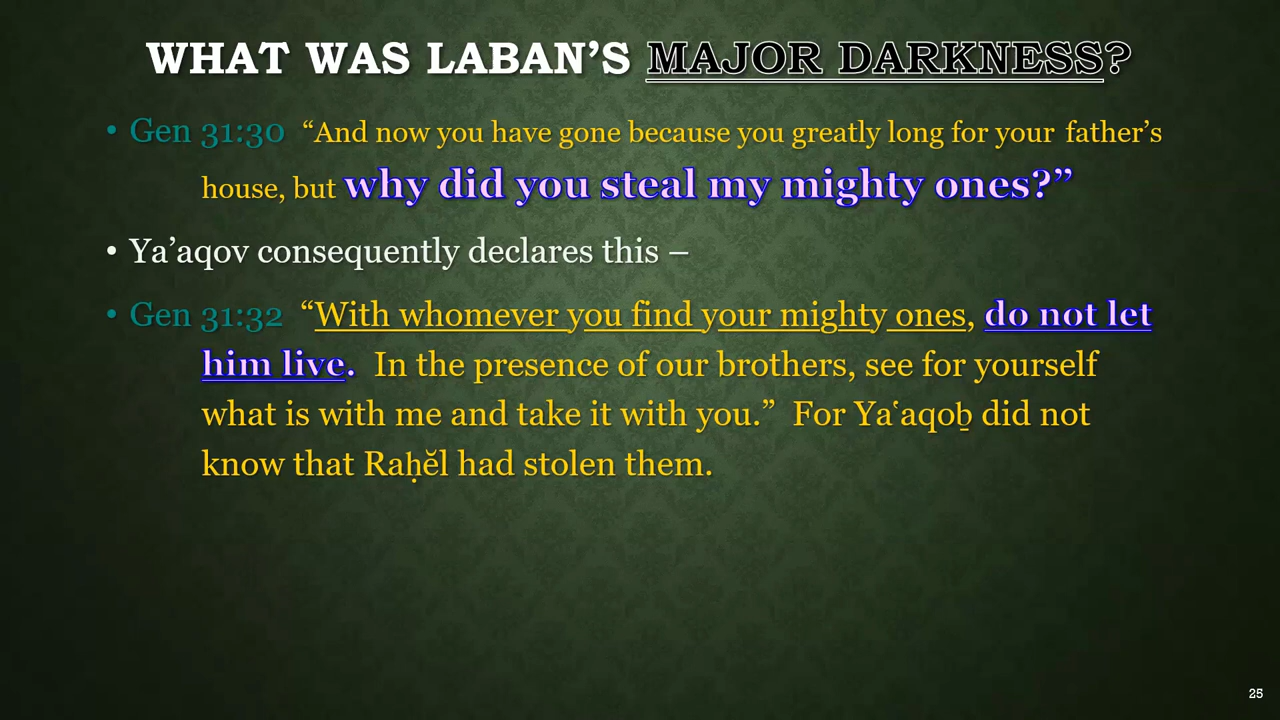 WHAT WAS LABAN’S MAJOR DARKNESS?
• Gen 31:30 “And now you have gone because you greatly long for your father’s
house, but why did you steal my mighty ones?”
• Ya’aqov consequently declares this –
• Gen 31:32 “With whomever you find your mighty ones, do not let
him live. In the presence of our brothers, see for yourself
what is with me and take it with you.” For Yaʽaqoḇ did not
know that Raḥĕl had stolen them.
25